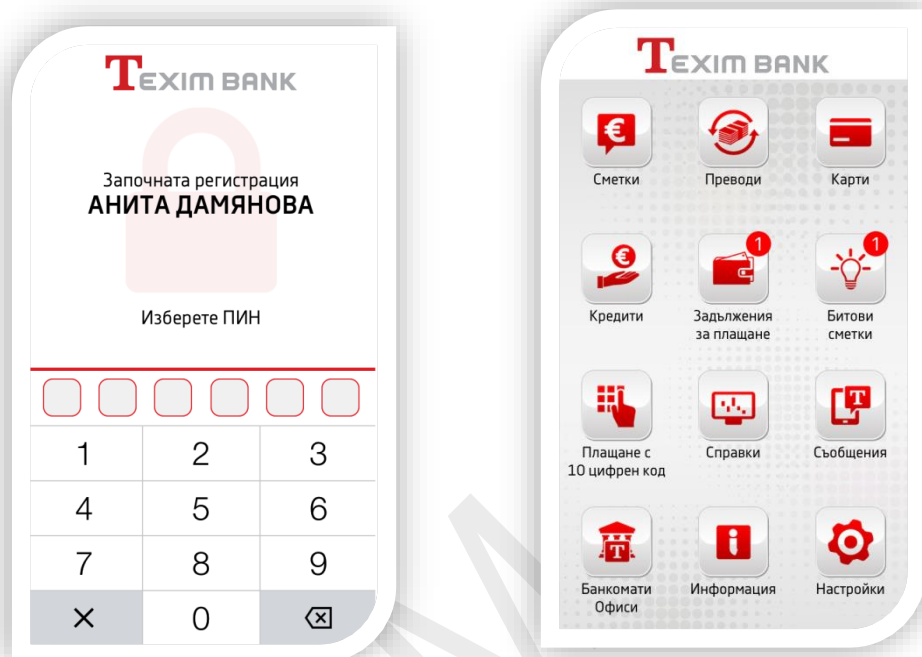 TEXIM BANK
Започната регистрация
АНИТА ДАМЯНОВА
Изберете ПИН
1 2 3
4 5 6
7 8 9
0
TEXIM BANK
Сметки Преводи Карти
1 1
Кредити Задължения Битови
за плащане сметки
Плащане с Справки Съобщения
10 цифрен код
Банкомати Информация Настройки
Офиси